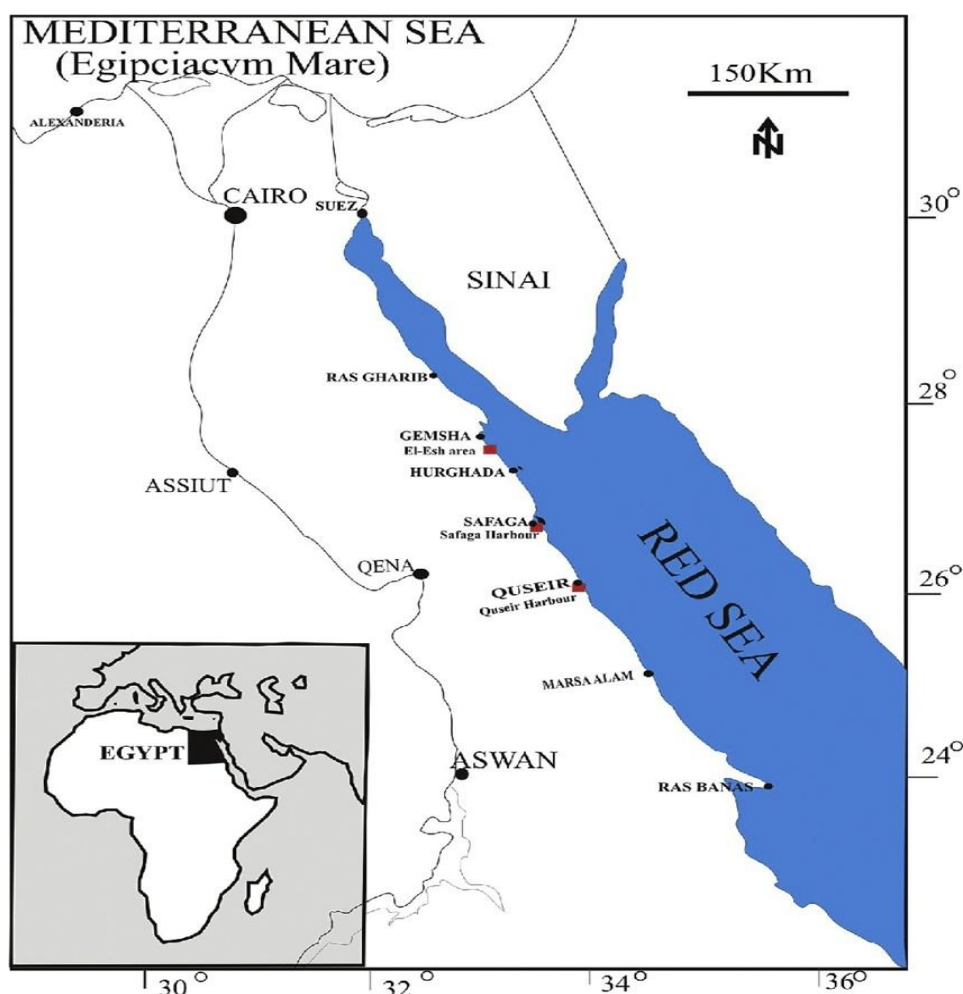 MEDITERRANEAN SEA
(Egipciacvm Mare)
150Km
N
ALEXANDERIA
CAIRO
SUEZ
30°
SINAI
RAS GHARIB
28°
GEMSHA
El-Esh area
HURGHADA
ASSIUT
SAFAGA
Safaga Harbour
RED SEA
QENA
26°
QUSEIR
Quseir Harbour
MARSA ALAM
EGYPT
ASWAN
24°
RAS BANAS
30° 32° 34° 36°